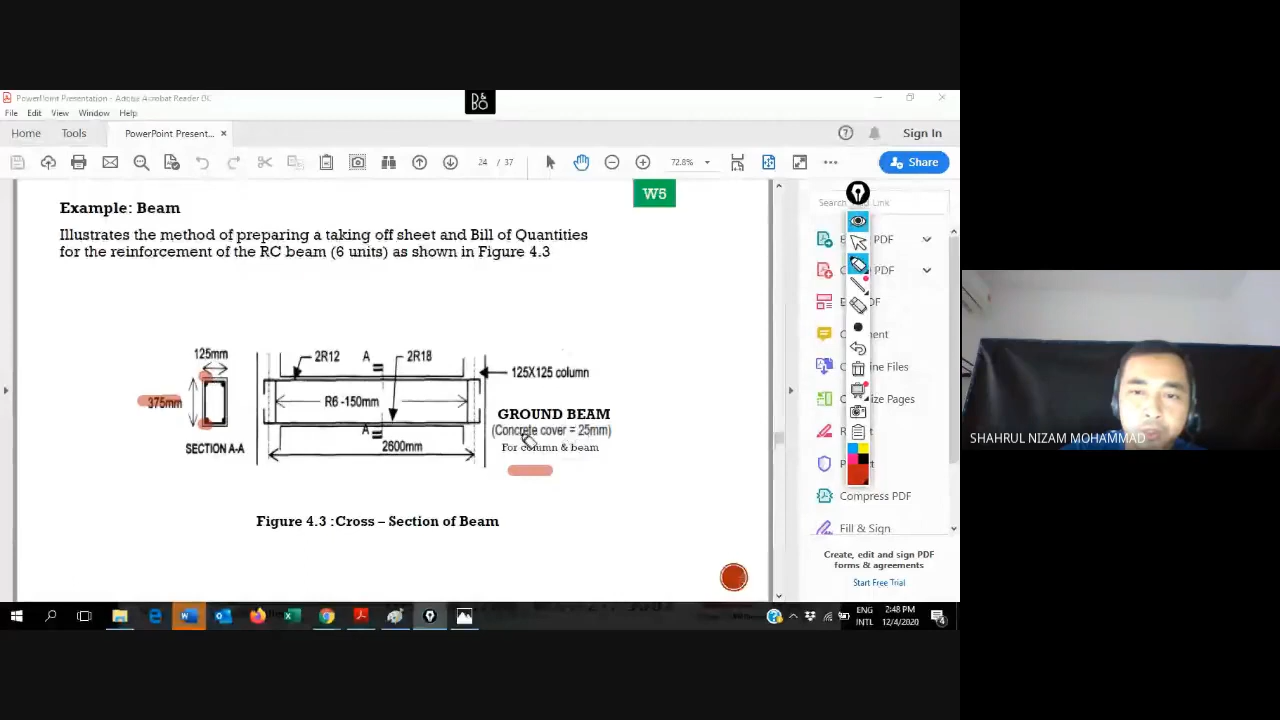 PowerPoint Presentation - Adobe Acrobat Reader DC
File Edit View Window Help
Home Tools PowerPoint Present... × Sign In
24 / 37 72.8% Share
W5
Example: Beam
Illustrates the method of preparing a taking off sheet and Bill of Quantities
for the reinforcement of the RC beam (6 units) as shown in Figure 4.3
125mm
375mm
SECTION A-A
2R12 A 2R18
125X125 column
R6 -150mm
A
2600mm
GROUND BEAM
(Concrete cover = 25mm)
For column & beam
Figure 4.3 :Cross – Section of Beam
Search
PDF
PDF
PDF
Compress PDF
Fill & Sign
Create, edit and sign PDF
forms & agreements
Start Free Trial
ENG
INTL
2:48 PM
12/4/2020
4
SHAHRUL NIZAM MOHAMMAD